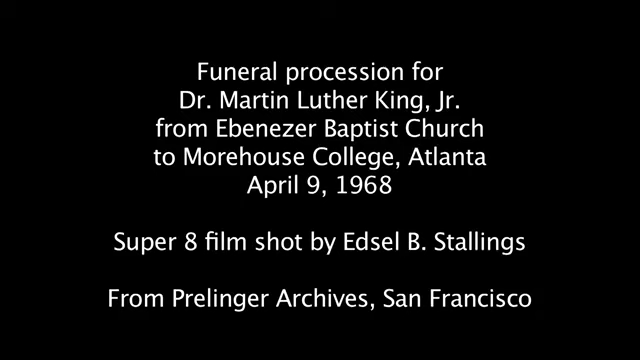 Funeral procession for
Dr. Martin Luther King, Jr.
from Ebenezer Baptist Church
to Morehouse College, Atlanta
April 9, 1968
Super 8 film shot by Edsel B. Stallings
From Prelinger Archives, San Francisco